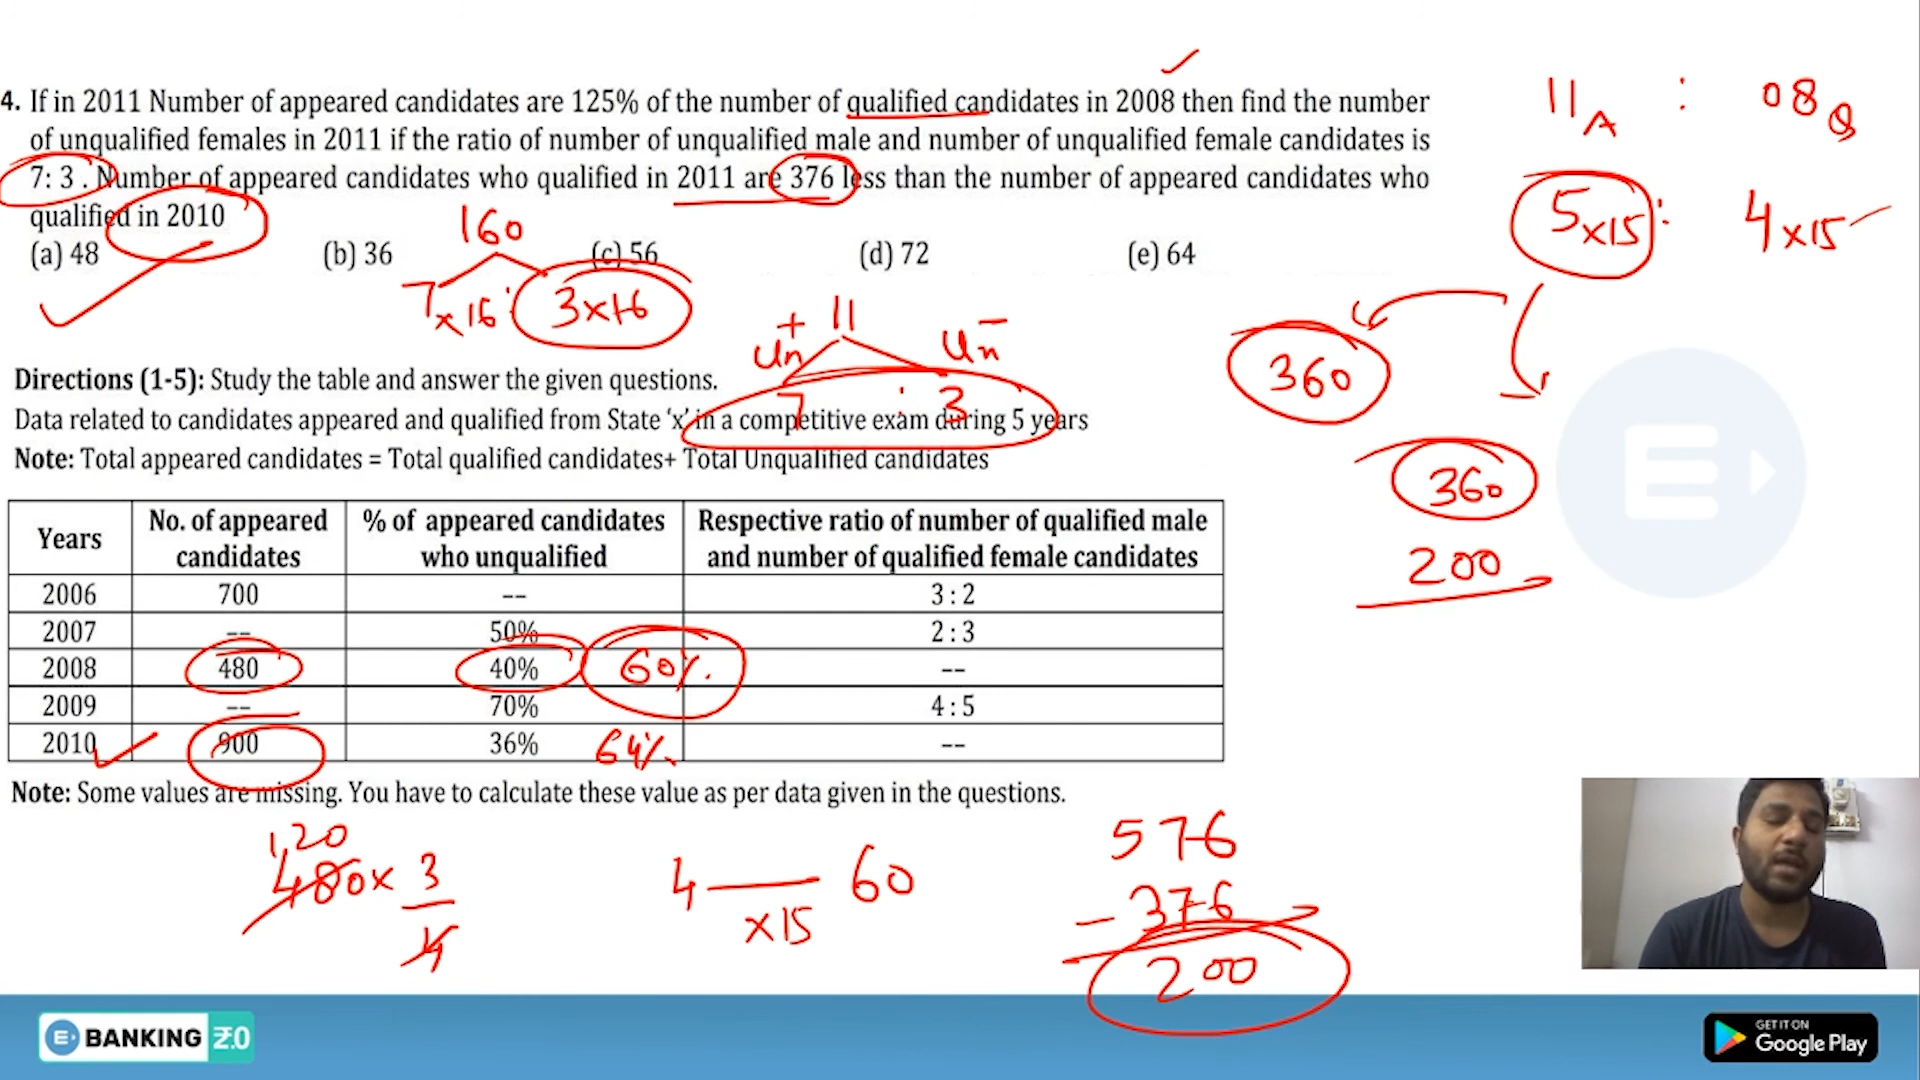 4. If in 2011 Number of appeared candidates are 125% of the number of qualified candidates in 2008 then find the number
of unqualified females in 2011 if the ratio of number of unqualified male and number of unqualified female candidates is
7: 3 . Number of appeared candidates who qualified in 2011 are 376 less than the number of appeared candidates who
qualified in 2010
(a) 48 (b) 36 (c) 56 (d) 72 (e) 64
11A : 08Q
5x15 : 4x15
160
7x16 : 3x16
+ 11 −
Un Un
7 : 3
360
360
200
Directions (1-5): Study the table and answer the given questions.
Data related to candidates appeared and qualified from State ‘x’ in a competitive exam during 5 years
Note: Total appeared candidates = Total qualified candidates+ Total Unqualified candidates
Years No. of appeared candidates % of appeared candidates who unqualified Respective ratio of number of qualified male and number of qualified female candidates
2006 700 -- 3 : 2
2007 -- 50% 2 : 3
2008 480 40% 60% --
2009 -- 70% 4 : 5
2010 900 36% 64% --
Note: Some values are missing. You have to calculate these value as per data given in the questions.
120
480x 3
4
4 60
x15
576
- 376
200
E BANKING 2.0
GET IT ON
Google Play